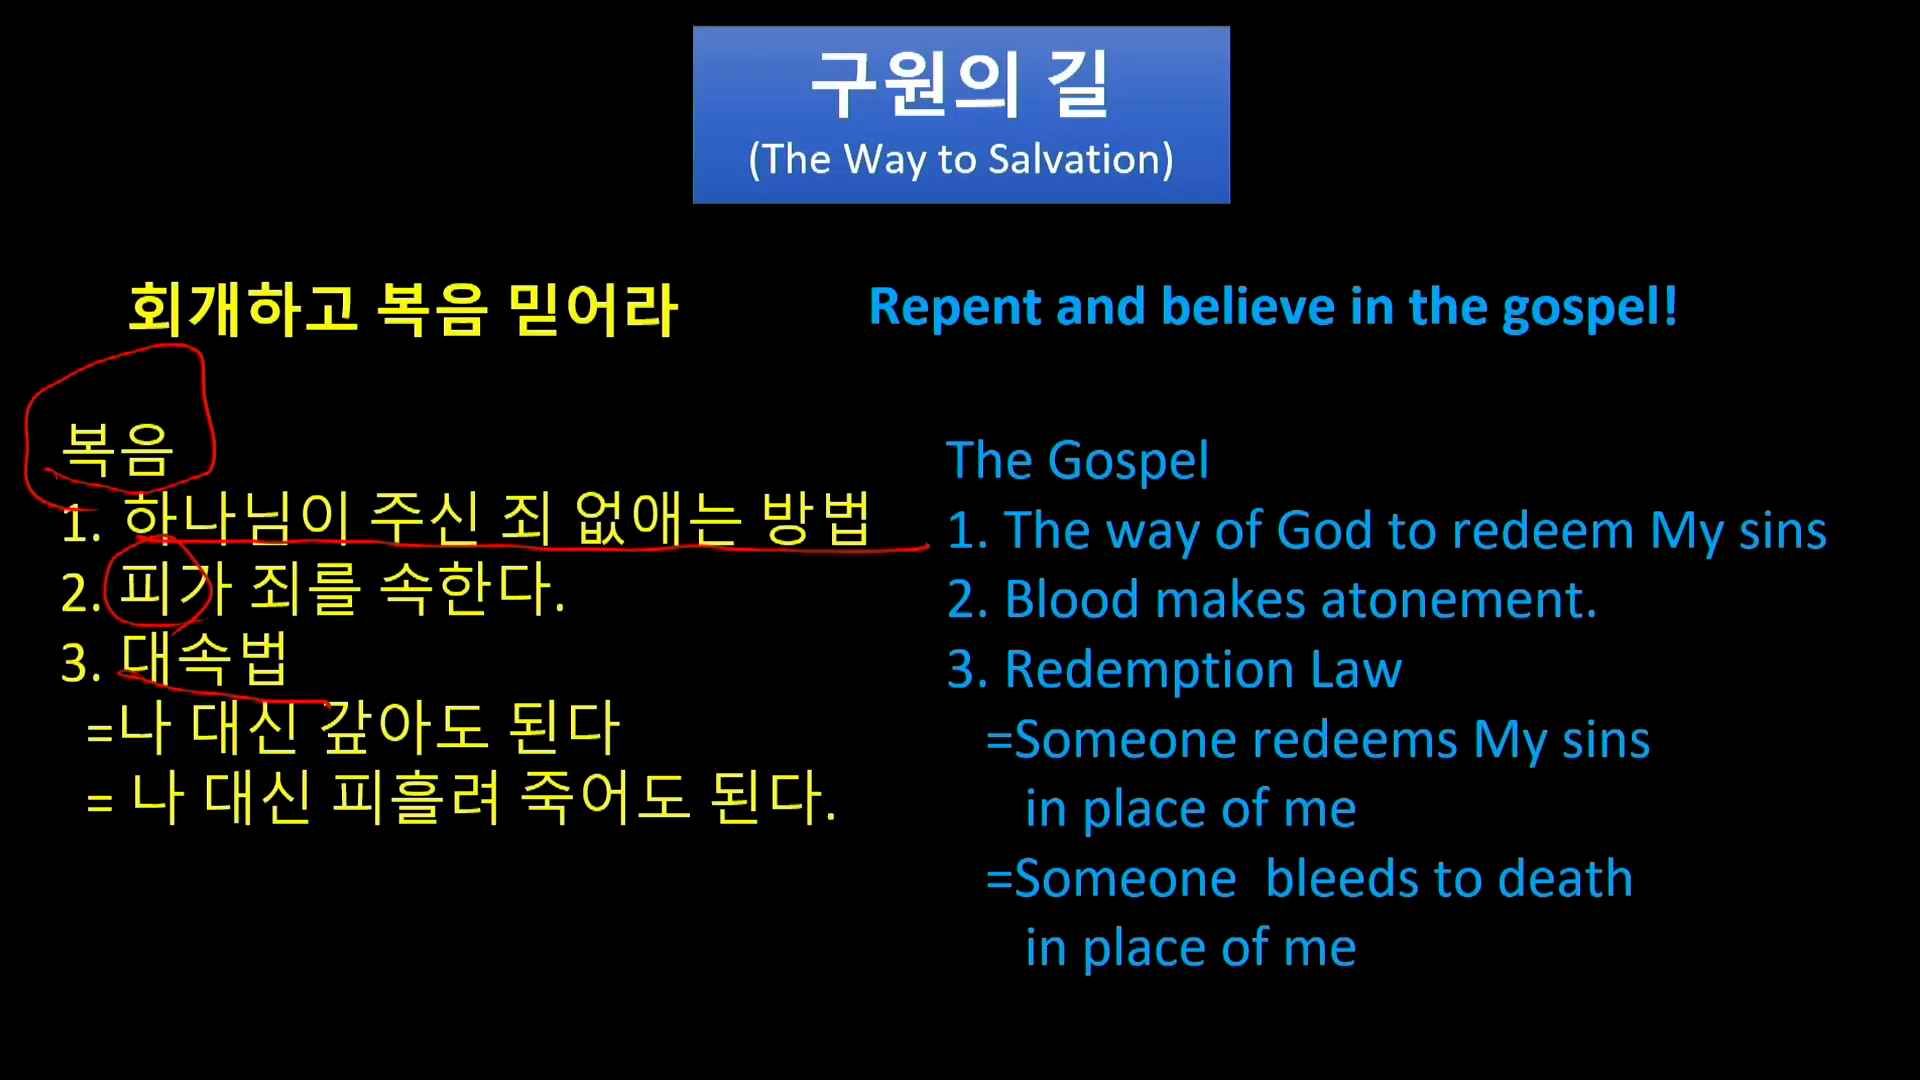 구원의 길
(The Way to Salvation)
회개하고 복음 믿어라
Repent and believe in the gospel!
복음
1. 하나님이 주신 죄 없애는 방법
2. 피가 죄를 속한다.
3. 대속법
=나 대신 갚아도 된다
= 나 대신 피흘려 죽어도 된다.
The Gospel
1. The way of God to redeem My sins
2. Blood makes atonement.
3. Redemption Law
=Someone redeems My sins
in place of me
=Someone bleeds to death
in place of me